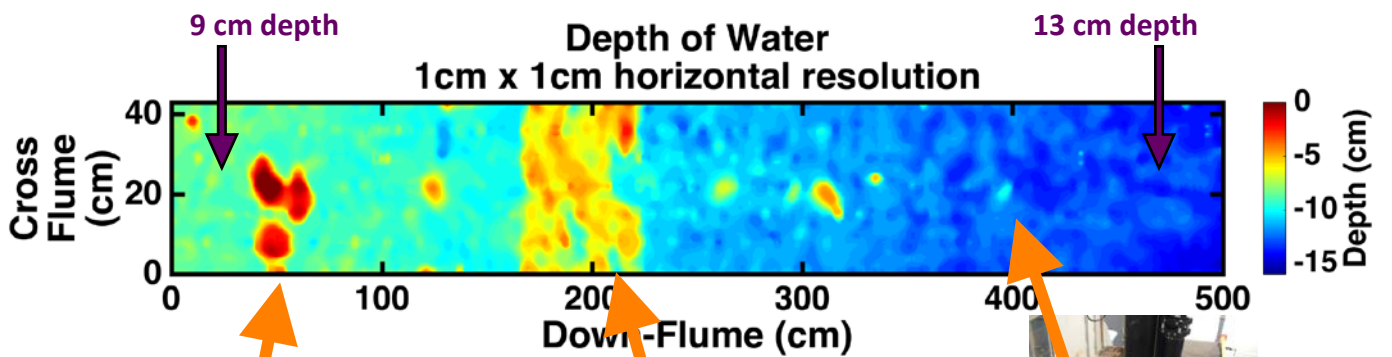 9 cm depth
13 cm depth
Depth of Water
1cm x 1cm horizontal resolution
Cross
Flume
(cm)
40
20
0
0
100
200
300
400
500
Down-Flume (cm)
0
-5
-10
-15
Depth (cm)